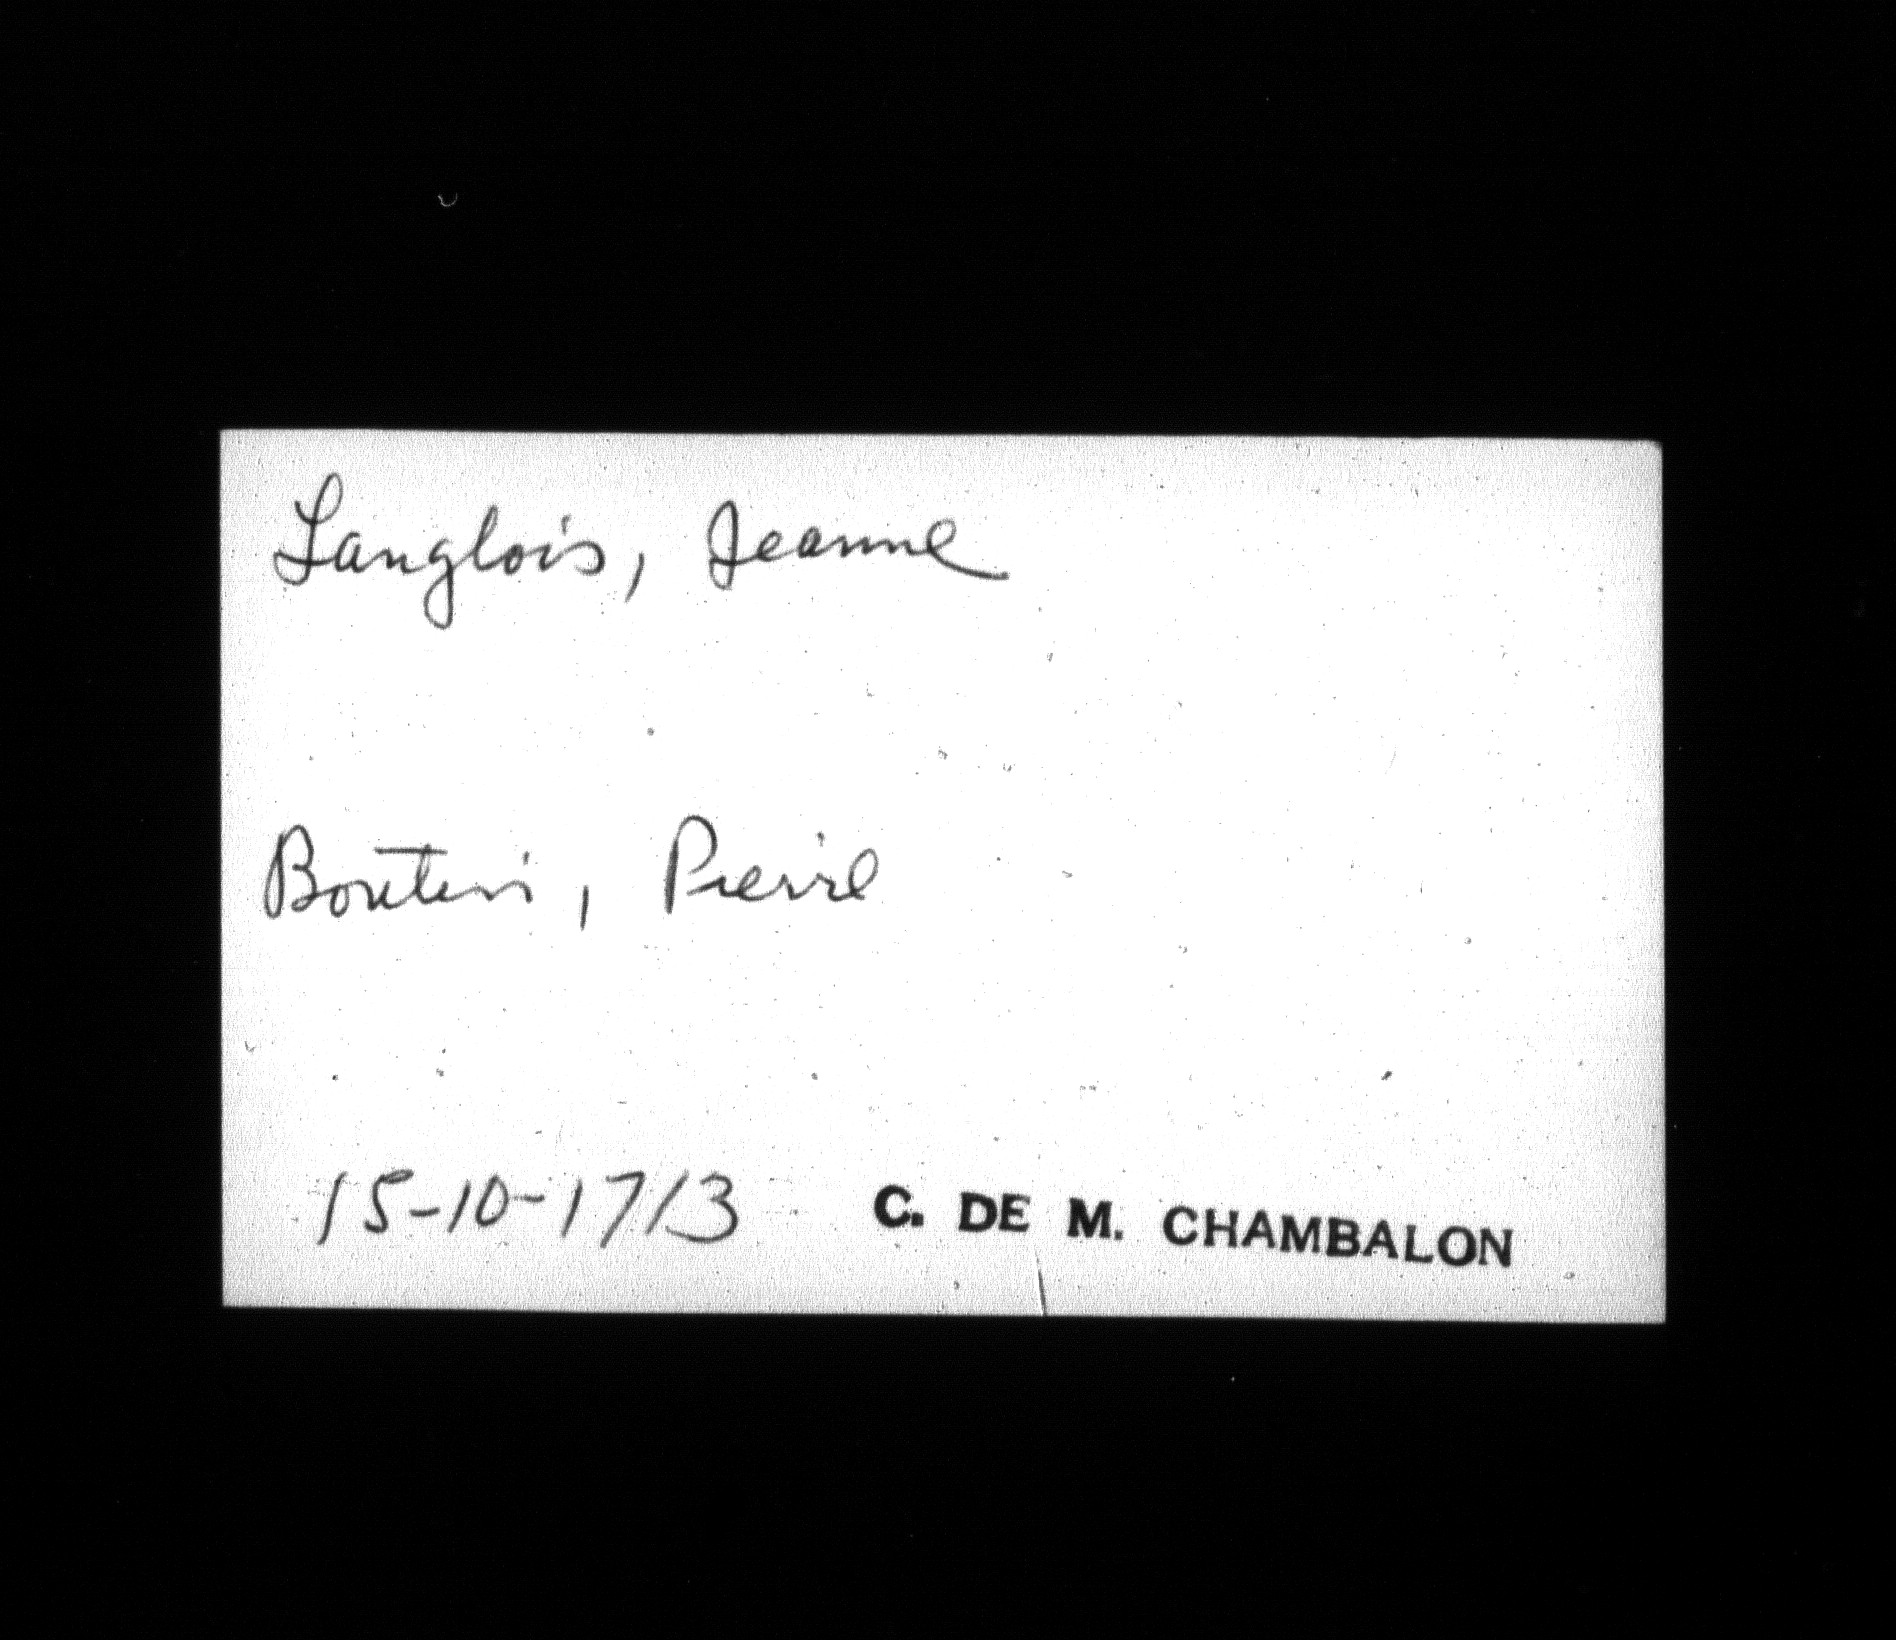 Langlois, Jeanne
Boutin, Pierre
15-10-1713 C. DE M. CHAMBALON